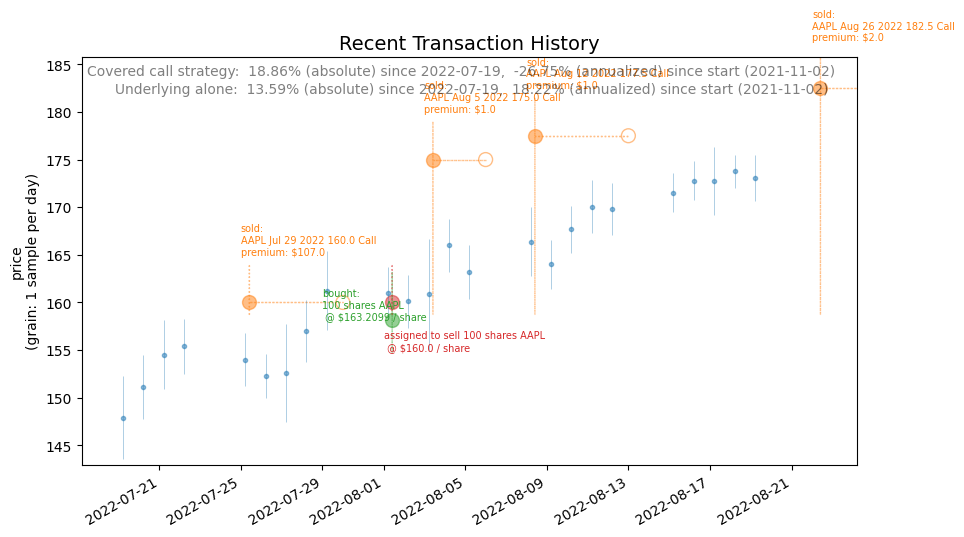 sold:
AAPL Aug 26 2022 182.5 Call
premium: $2.0
Recent Transaction History
Covered call strategy:  18.86% (absolute) since 2022-07-19,  -26.75% (annualized) since start (2021-11-02)
Underlying alone:  13.59% (absolute) since 2022-07-19,  18.22% (annualized) since start (2021-11-02)
sold:
premium: $1.0
sold:
AAPL Aug 5 2022 175.0 Call
premium: $1.0
sold:
AAPL Jul 29 2022 160.0 Call
premium: $107.0
bought:
100 shares AAPL
@ $163.2099 / share
assigned to sell 100 shares AAPL
@ $160.0 / share
price
(grain: 1 sample per day)
185
180
175
170
165
160
155
150
145
2022-07-21
2022-07-25
2022-07-29
2022-08-01
2022-08-05
2022-08-09
2022-08-13
2022-08-17
2022-08-21